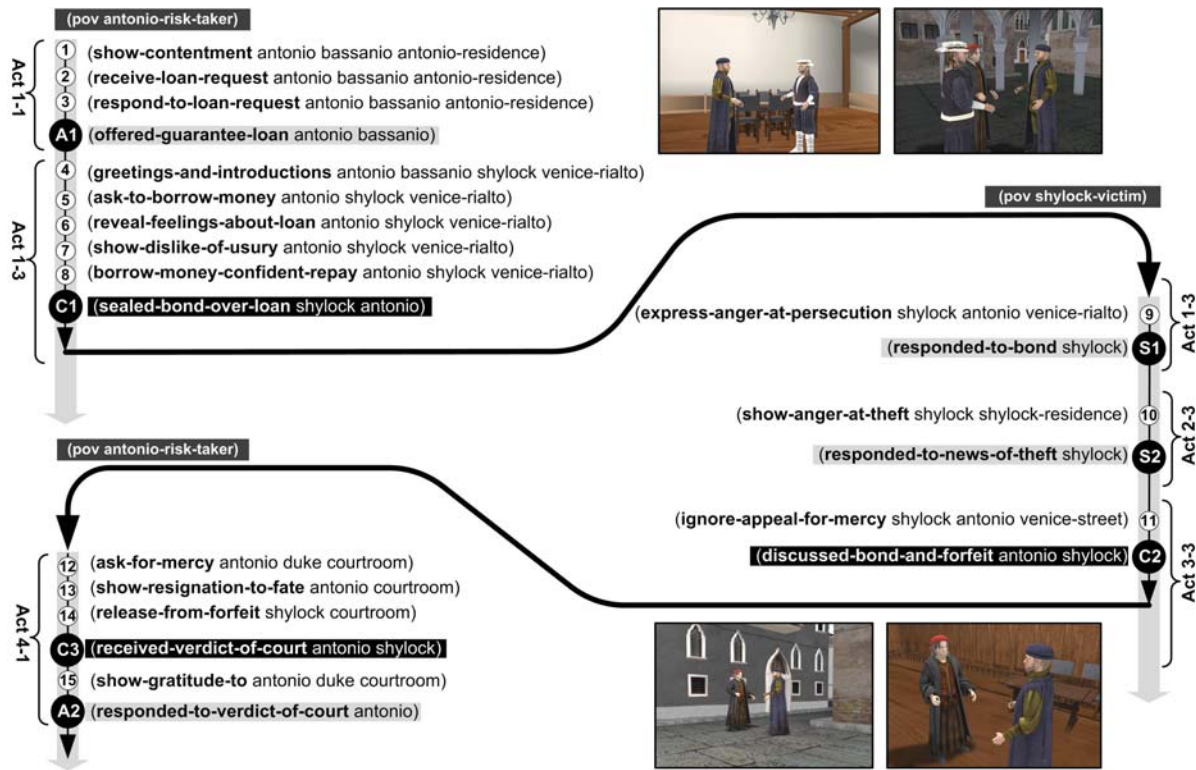 (pov antonio-risk-taker)
Act 1-1
1 (show-contentment antonio bassanio antonio-residence)
2 (receive-loan-request antonio bassanio antonio-residence)
3 (respond-to-loan-request antonio bassanio antonio-residence)
A1 (offered-guarantee-loan antonio bassanio)
Act 1-3
4 (greetings-and-introductions antonio bassanio shylock venice-rialto)
5 (ask-to-borrow-money antonio shylock venice-rialto)
6 (reveal-feelings-about-loan antonio shylock venice-rialto)
7 (show-dislike-of-usury antonio shylock venice-rialto)
8 (borrow-money-confident-repay antonio shylock venice-rialto)
C1 (sealed-bond-over-loan shylock antonio)
(pov shylock-victim)
Act 1-3
(express-anger-at-persecution shylock antonio venice-rialto) 9
(responded-to-bond shylock) S1
Act 2-3
(show-anger-at-theft shylock shylock-residence) 10
(responded-to-news-of-theft shylock) S2
Act 3-3
(ignore-appeal-for-mercy shylock antonio venice-street) 11
(discussed-bond-and-forfeit antonio shylock) C2
(pov antonio-risk-taker)
Act 4-1
12 (ask-for-mercy antonio duke courtroom)
13 (show-resignation-to-fate antonio courtroom)
14 (release-from-forfeit shylock courtroom)
C3 (received-verdict-of-court antonio shylock)
15 (show-gratitude-to antonio duke courtroom)
A2 (responded-to-verdict-of-court antonio)